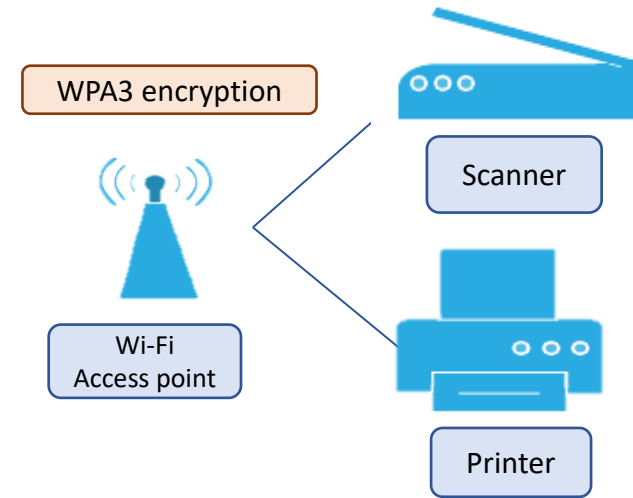 WPA3 encryption
Scanner
Wi-Fi
Access point
Printer